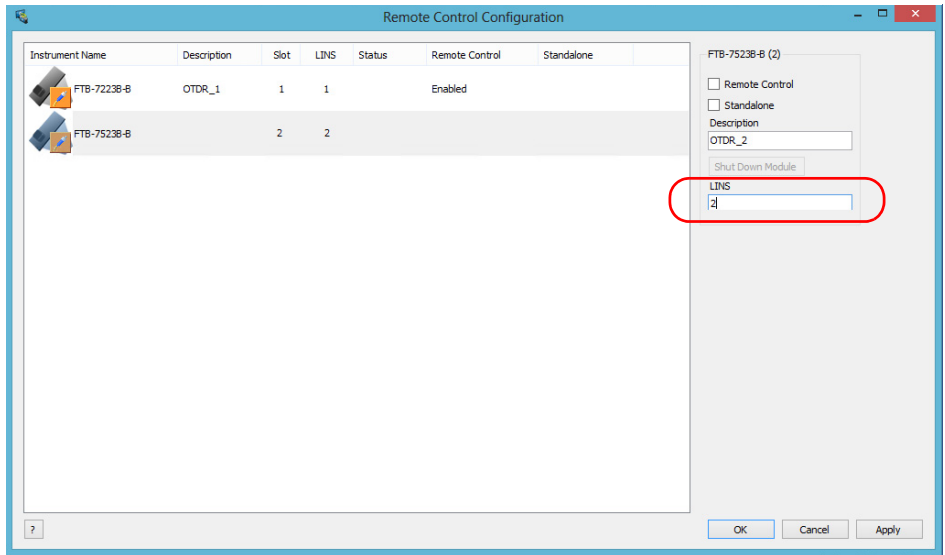 Remote Control Configuration
Instrument Name Description Slot LINS Status Remote Control Standalone
FTB-7223B-B OTDR_1 1 1 Enabled
FTB-7523B-B 2 2
FTB-7523B-B (2)
Remote Control
Standalone
Description
OTDR_2
Shut Down Module
LINS
2
?
OK Cancel Apply